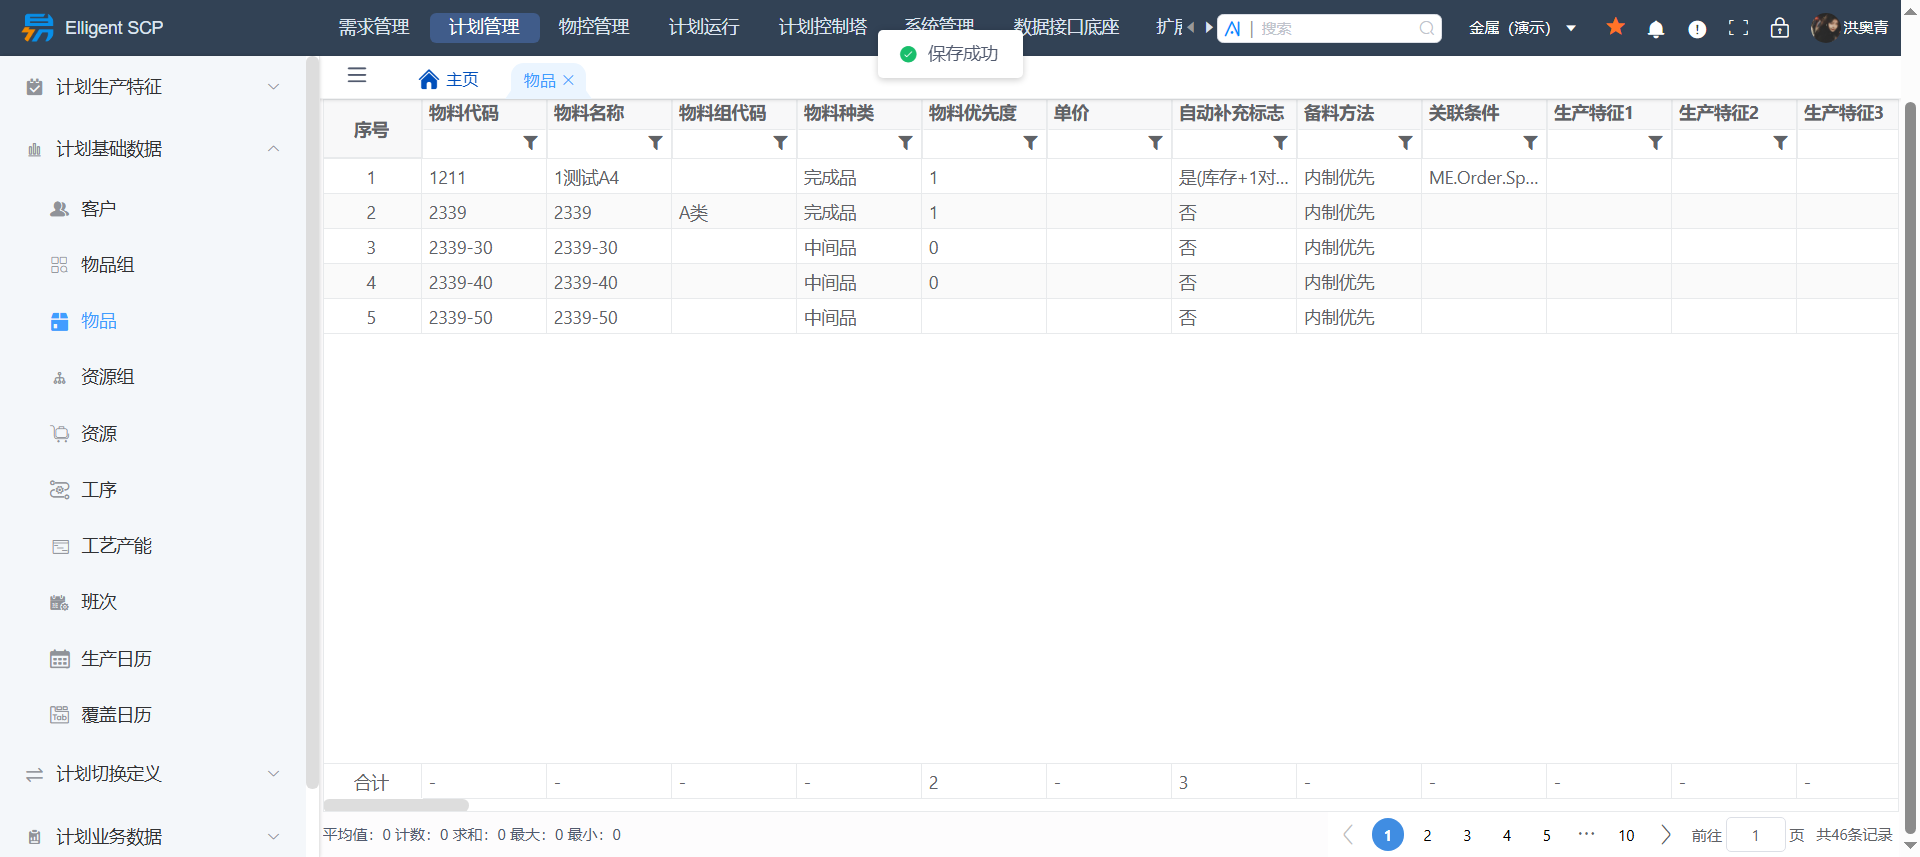 Elligent SCP
需求管理
计划管理
物控管理
计划运行
计划控制塔
系统管理
数据接口底座
搜索
金属（演示）
洪奥青
保存成功
主页
物品
计划生产特征
计划基础数据
客户
物品组
物品
资源组
资源
工序
工艺产能
班次
生产日历
覆盖日历
计划切换定义
计划业务数据
序号 物料代码 物料名称 物料组代码 物料种类 物料优先度 单价 自动补充标志 备料方法 关联条件 生产特征1 生产特征2 生产特征3
1 1211 1测试A4 完成品 1 是(库存+1对... 内制优先 ME.Order.Sp...
2 2339 2339 A类 完成品 1 否 内制优先
3 2339-30 2339-30 中间品 0 否 内制优先
4 2339-40 2339-40 中间品 0 否 内制优先
5 2339-50 2339-50 中间品 否 内制优先
合计 - - - - 2 - 3 - - - - -
平均值：0 计数：0 求和：0 最大：0 最小：0
1 2 3 4 5 ··· 10 前往 1 页 共46条记录